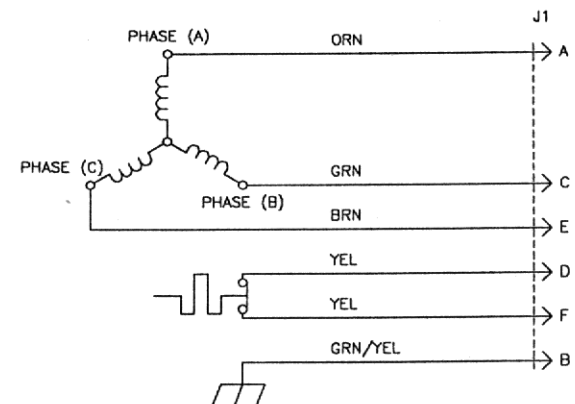 J1
PHASE (A)
ORN
A
PHASE (C)
GRN
C
PHASE (B)
BRN
E
YEL
D
YEL
F
GRN/YEL
B